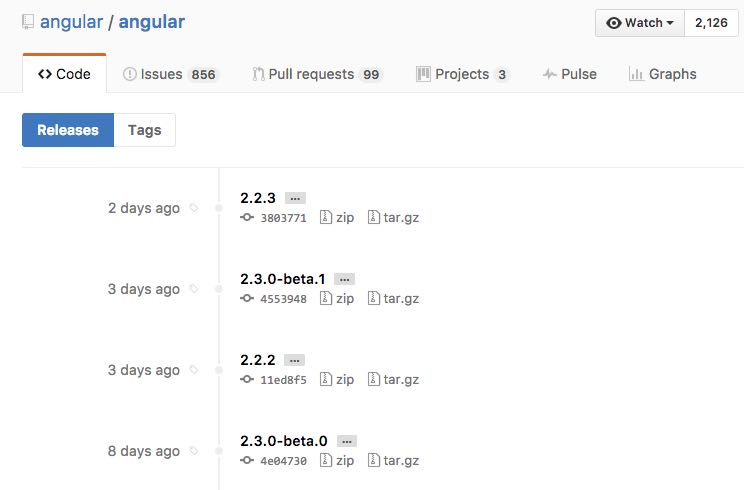 angular / angular
Watch 2,126
Code Issues 856 Pull requests 99 Projects 3 Pulse Graphs
Releases Tags
2 days ago 2.2.3 ...
3803771 zip tar.gz
3 days ago 2.3.0-beta.1 ...
4553948 zip tar.gz
3 days ago 2.2.2 ...
11ed8f5 zip tar.gz
8 days ago 2.3.0-beta.0 ...
4e04730 zip tar.gz